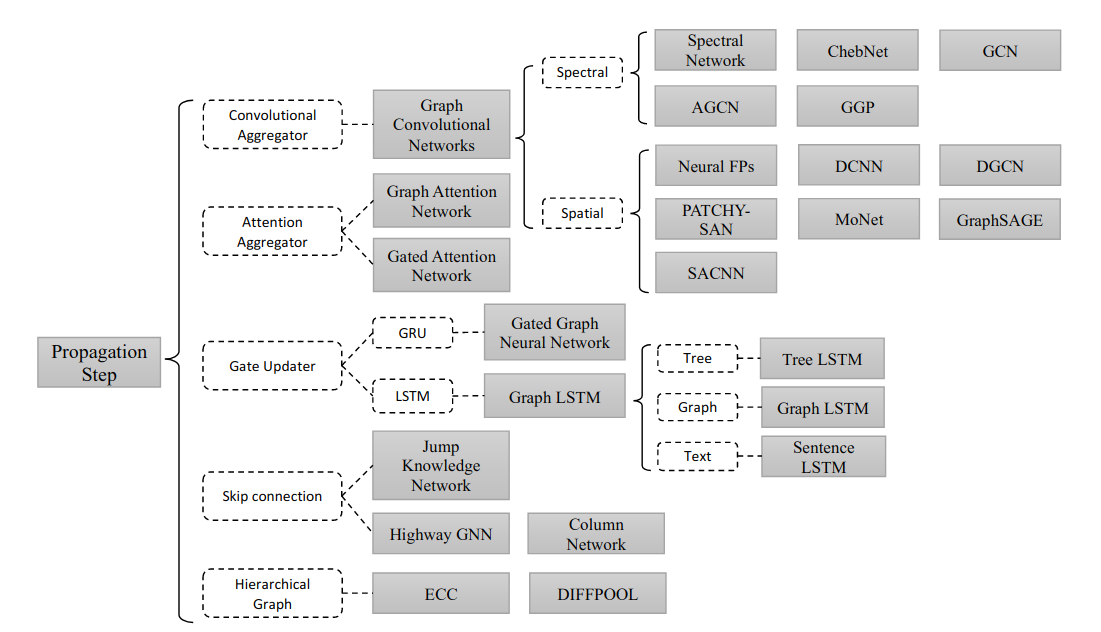 Propagation
Step
Convolutional
Aggregator
Graph
Convolutional
Networks
Spectral
Spectral
Network
ChebNet
GCN
AGCN
GGP
Spatial
Neural FPs
DCNN
DGCN
PATCHY-
SAN
MoNet
GraphSAGE
SACNN
Attention
Aggregator
Graph Attention
Network
Gated Attention
Network
Gate Updater
GRU
Gated Graph
Neural Network
LSTM
Graph LSTM
Tree
Tree LSTM
Graph
Graph LSTM
Text
Sentence
LSTM
Skip connection
Jump
Knowledge
Network
Highway GNN
Column
Network
Hierarchical
Graph
ECC
DIFFPOOL